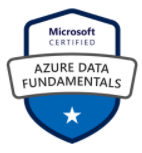 Microsoft
CERTIFIED
AZURE DATA
FUNDAMENTALS